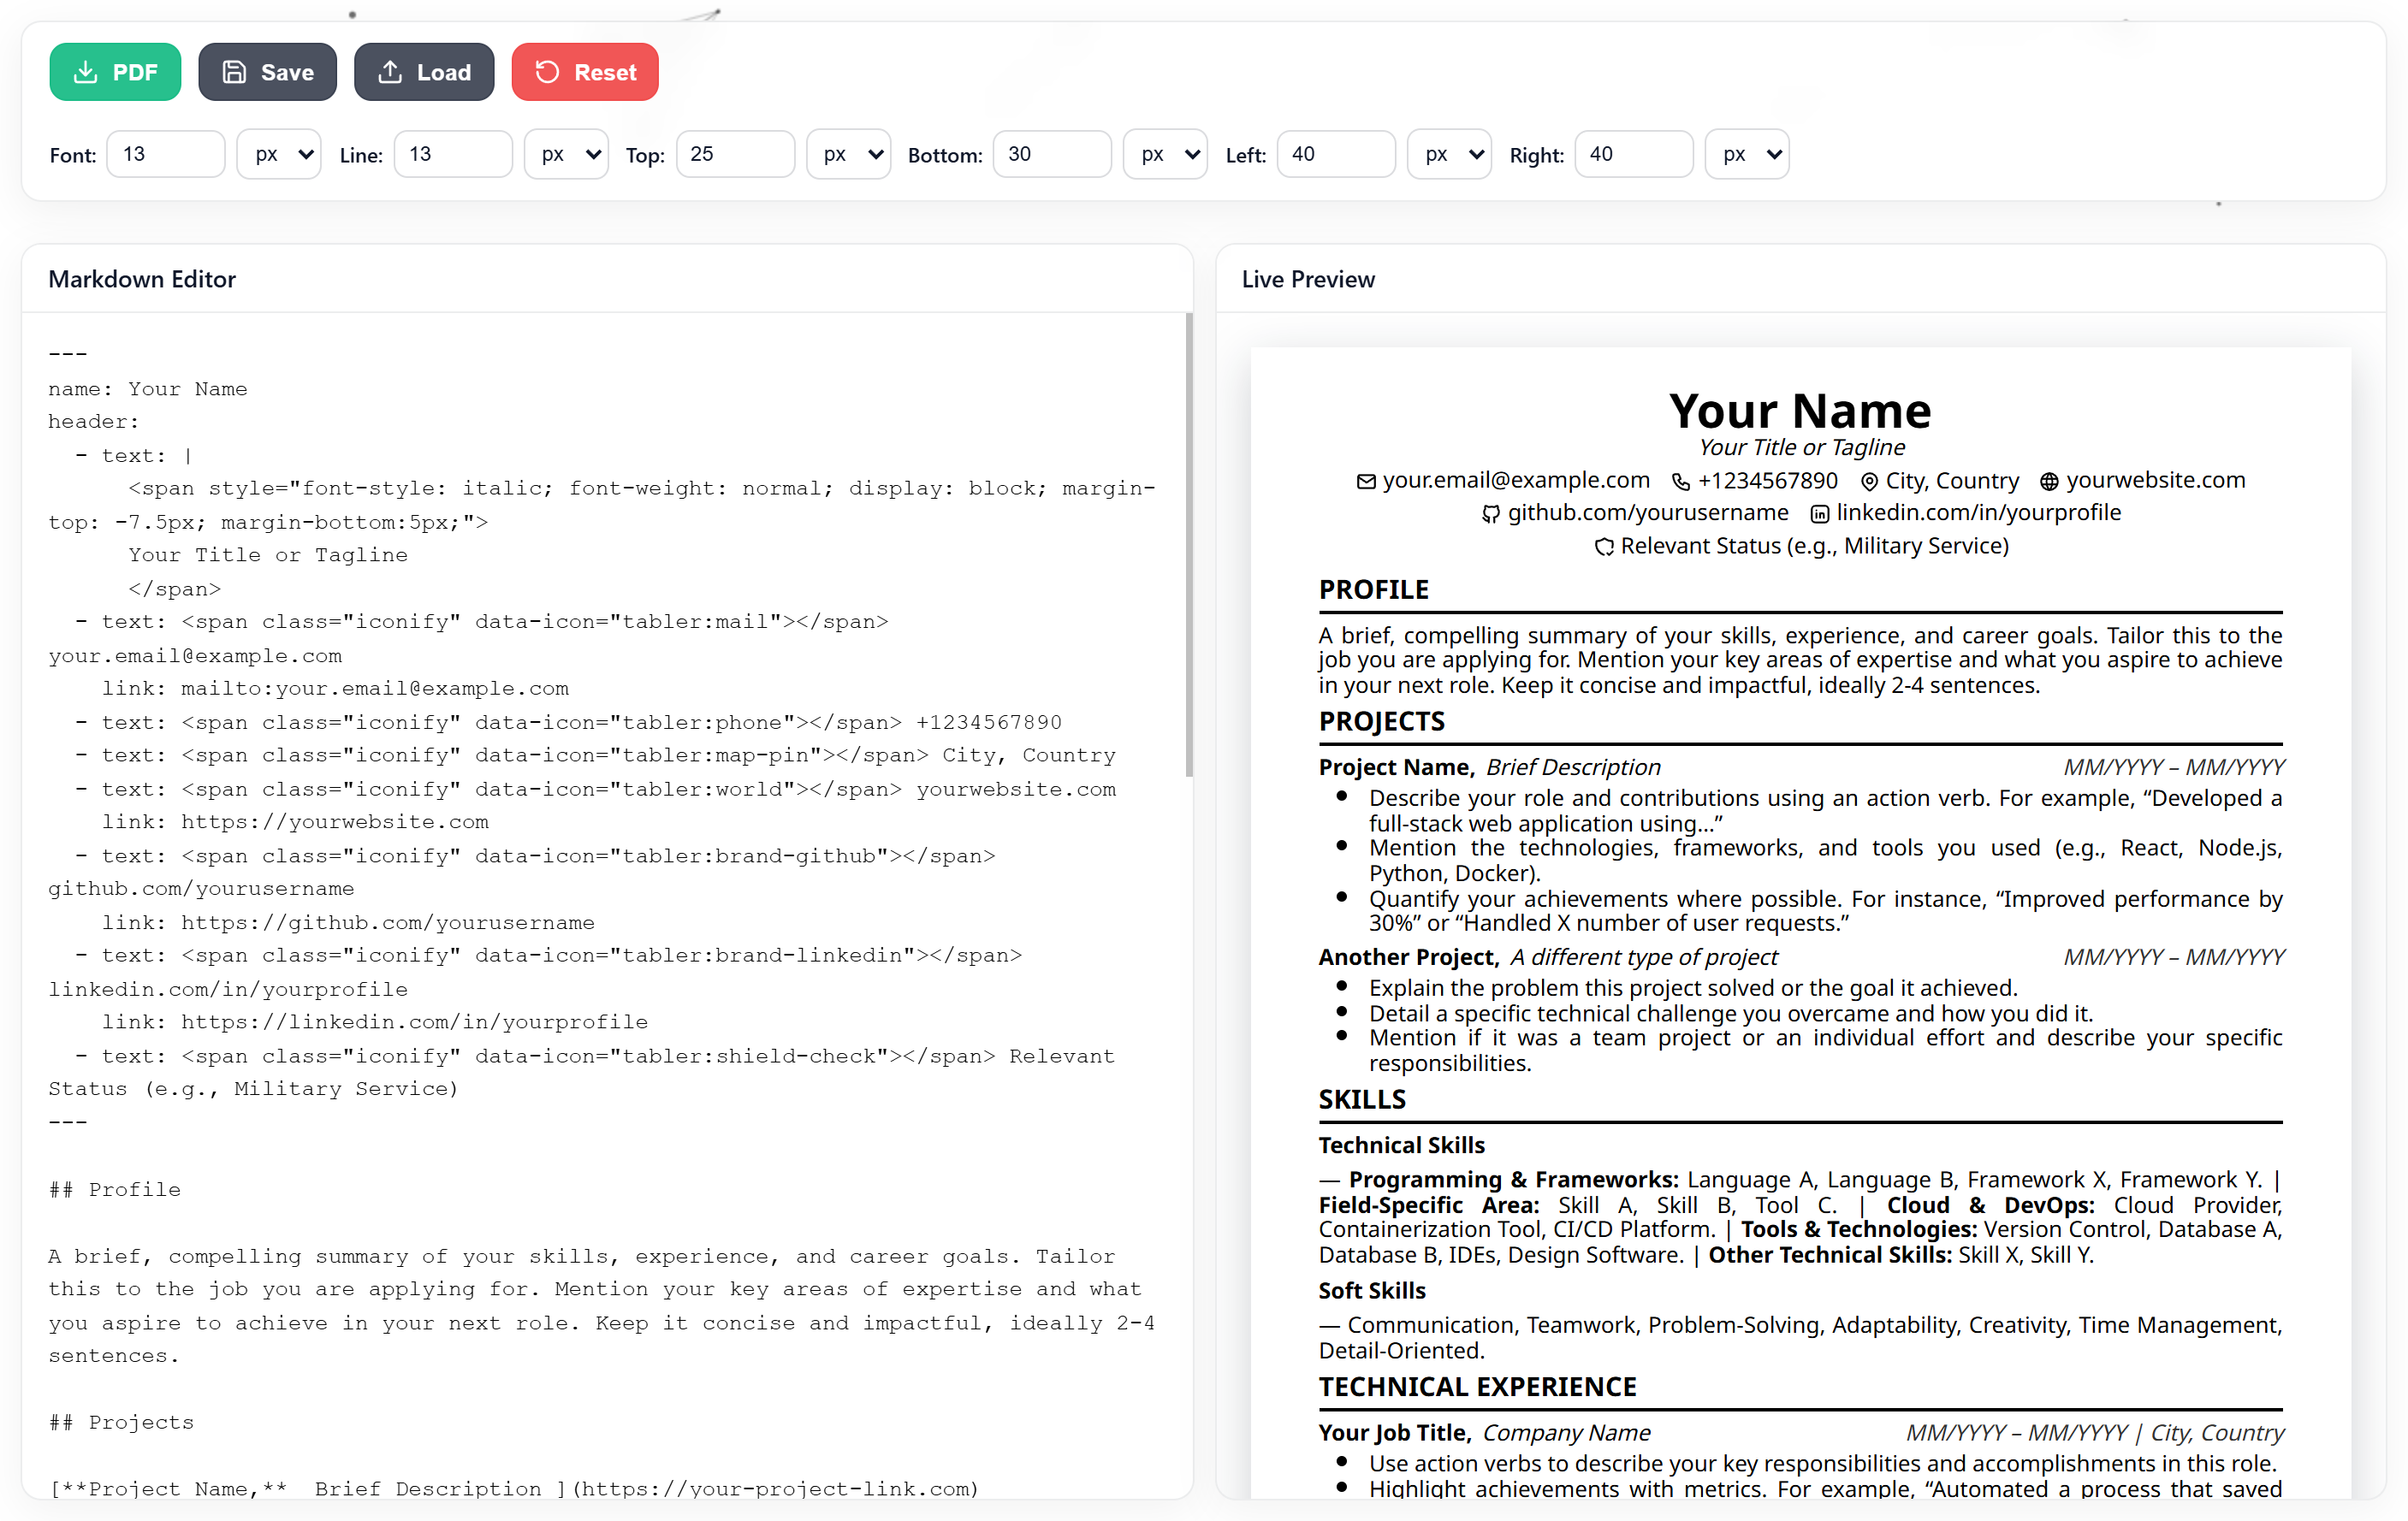 PDF Save Load Reset
Font: 13 px Line: 13 px Top: 25 px Bottom: 30 px Left: 40 px Right: 40 px
Markdown Editor
---
name: Your Name
header:
  - text: |
      <span style="font-style: italic; font-weight: normal; display: block; margin-
top: -7.5px; margin-bottom:5px;">
      Your Title or Tagline
      </span>
  - text: <span class="iconify" data-icon="tabler:mail"></span>
your.email@example.com
    link: mailto:your.email@example.com
  - text: <span class="iconify" data-icon="tabler:phone"></span> +1234567890
  - text: <span class="iconify" data-icon="tabler:map-pin"></span> City, Country
  - text: <span class="iconify" data-icon="tabler:world"></span> yourwebsite.com
    link: https://yourwebsite.com
  - text: <span class="iconify" data-icon="tabler:brand-github"></span>
github.com/yourusername
    link: https://github.com/yourusername
  - text: <span class="iconify" data-icon="tabler:brand-linkedin"></span>
linkedin.com/in/yourprofile
    link: https://linkedin.com/in/yourprofile
  - text: <span class="iconify" data-icon="tabler:shield-check"></span> Relevant
Status (e.g., Military Service)
---
## Profile
A brief, compelling summary of your skills, experience, and career goals. Tailor
this to the job you are applying for. Mention your key areas of expertise and what
you aspire to achieve in your next role. Keep it concise and impactful, ideally 2-4
sentences.
## Projects
[**Project Name,**  Brief Description ](https://your-project-link.com)
Live Preview
Your Name
Your Title or Tagline
your.email@example.com +1234567890 City, Country yourwebsite.com
github.com/yourusername linkedin.com/in/yourprofile
Relevant Status (e.g., Military Service)
PROFILE
A brief, compelling summary of your skills, experience, and career goals. Tailor this to the
job you are applying for. Mention your key areas of expertise and what you aspire to achieve
in your next role. Keep it concise and impactful, ideally 2-4 sentences.
PROJECTS
Project Name, Brief Description MM/YYYY – MM/YYYY
● Describe your role and contributions using an action verb. For example, “Developed a
full-stack web application using…”
● Mention the technologies, frameworks, and tools you used (e.g., React, Node.js,
Python, Docker).
● Quantify your achievements where possible. For instance, “Improved performance by
30%” or “Handled X number of user requests.”
Another Project, A different type of project MM/YYYY – MM/YYYY
● Explain the problem this project solved or the goal it achieved.
● Detail a specific technical challenge you overcame and how you did it.
● Mention if it was a team project or an individual effort and describe your specific
responsibilities.
SKILLS
Technical Skills
— Programming & Frameworks: Language A, Language B, Framework X, Framework Y. |
Field-Specific Area: Skill A, Skill B, Tool C. | Cloud & DevOps: Cloud Provider,
Containerization Tool, CI/CD Platform. | Tools & Technologies: Version Control, Database A,
Database B, IDEs, Design Software. | Other Technical Skills: Skill X, Skill Y.
Soft Skills
— Communication, Teamwork, Problem-Solving, Adaptability, Creativity, Time Management,
Detail-Oriented.
TECHNICAL EXPERIENCE
Your Job Title, Company Name MM/YYYY – MM/YYYY | City, Country
● Use action verbs to describe your key responsibilities and accomplishments in this role.
● Highlight achievements with metrics. For example, “Automated a process that saved